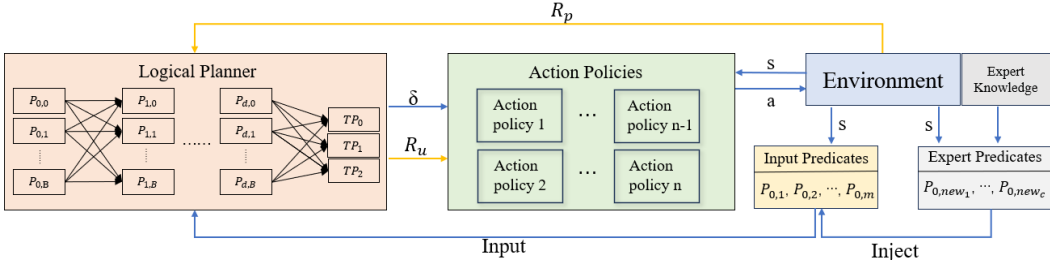 R_p
Logical Planner
P_{0,0}
P_{1,0}
P_{d,0}
P_{0,1}
P_{1,1}
P_{d,1}
P_{0,B}
P_{1,B}
P_{d,B}
......
TP_0
TP_1
TP_2
δ
R_u
Action Policies
Action
policy 1
...
Action
policy n-1
Action
policy 2
...
Action
policy n
s
a
Environment
Expert
Knowledge
s
s
Input Predicates
P_{0,1}, P_{0,2}, ···, P_{0,m}
Expert Predicates
P_{0,new_1}, ···, P_{0,new_c}
Input
Inject